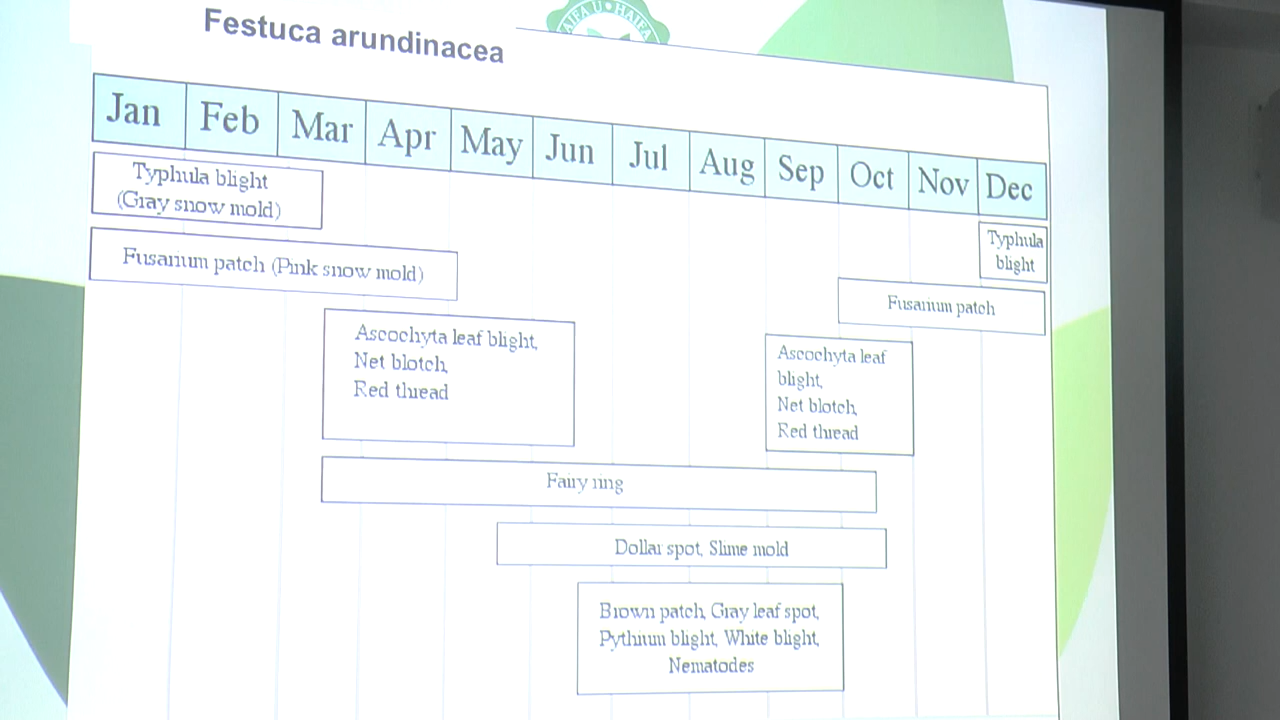 HAIFA U • HAIFA
Festuca arundinacea
Jan Feb Mar Apr May Jun Jul Aug Sep Oct Nov Dec
Typhula blight
(Gray snow mold)
Typhula
blight
Fusarium patch (Pink snow mold)
Fusarium patch
Ascochyta leaf blight,
Net blotch,
Red thread
Ascochyta leaf
blight,
Net blotch,
Red thread
Fairy ring
Dollar spot, Slime mold
Brown patch, Gray leaf spot,
Pythium blight, White blight,
Nematodes